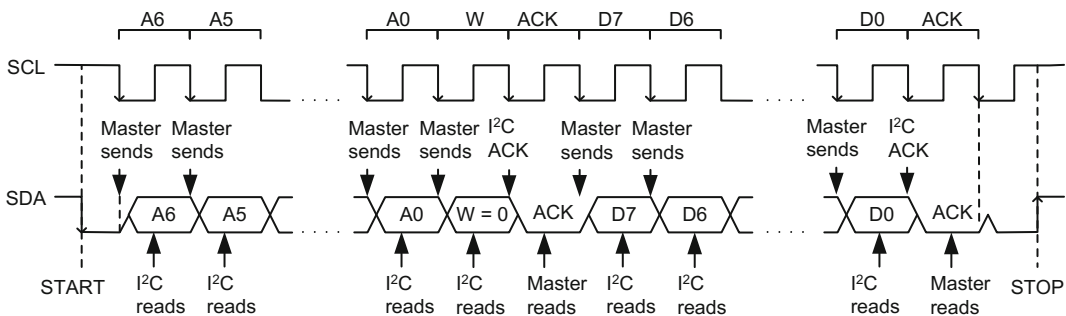 A6 A5 A0 W ACK D7 D6 D0 ACK
SCL
Master sends Master sends Master sends Master sends I²C ACK Master sends Master sends Master sends I²C ACK
SDA A6 A5 A0 W = 0 ACK D7 D6 D0 ACK
START I²C reads I²C reads I²C reads I²C reads Master reads I²C reads I²C reads I²C reads Master reads STOP